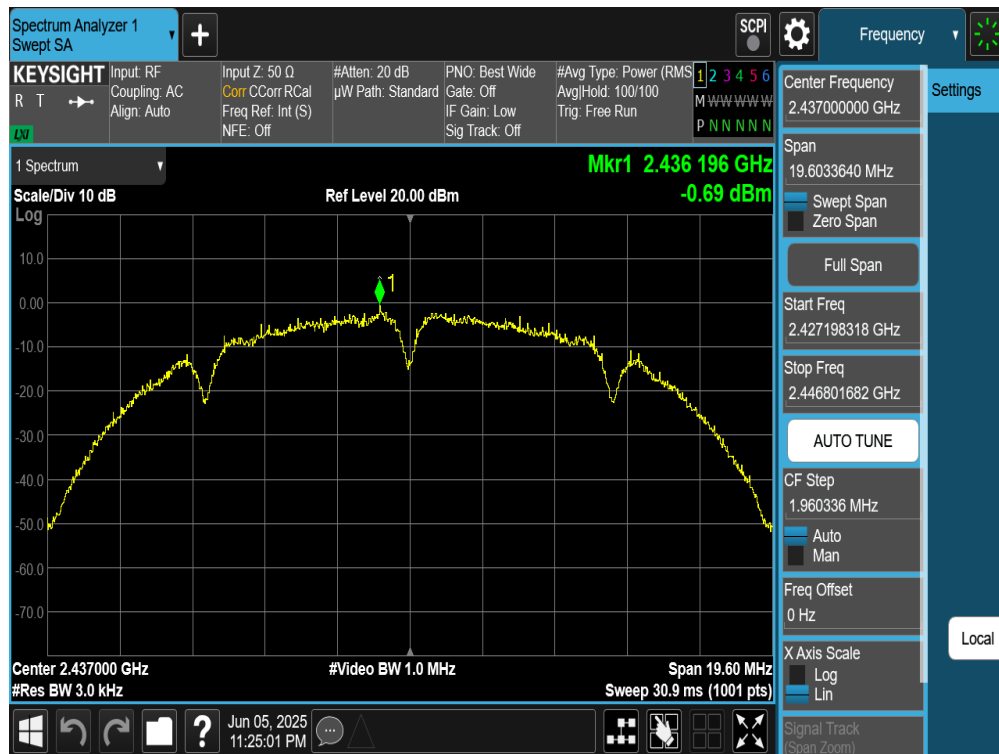 Spectrum Analyzer 1
Swept SA
+
SCPI
Frequency
KEYSIGHT
R T
LXI
Input: RF
Coupling: AC
Align: Auto
Input Z: 50 Ω
Corr CCorr RCal
Freq Ref: Int (S)
NFE: Off
#Atten: 20 dB
µW Path: Standard
PNO: Best Wide
Gate: Off
IF Gain: Low
Sig Track: Off
#Avg Type: Power (RMS
Avg|Hold: 100/100
Trig: Free Run
1 2 3 4 5 6
M W W W W W W
P N N N N N N
1 Spectrum
Scale/Div 10 dB
Log
Ref Level 20.00 dBm
Mkr1 2.436 196 GHz
-0.69 dBm
10.0
0.00
-10.0
-20.0
-30.0
-40.0
-50.0
-60.0
-70.0
1
Center 2.437000 GHz
#Res BW 3.0 kHz
#Video BW 1.0 MHz
Span 19.60 MHz
Sweep 30.9 ms (1001 pts)
Center Frequency
2.437000000 GHz
Span
19.6033640 MHz
Swept Span
Zero Span
Full Span
Start Freq
2.427198318 GHz
Stop Freq
2.446801682 GHz
AUTO TUNE
CF Step
1.960336 MHz
Auto
Man
Freq Offset
0 Hz
X Axis Scale
Log
Lin
Signal Track
(Span Zoom)
Settings
Local
?
Jun 05, 2025
11:25:01 PM